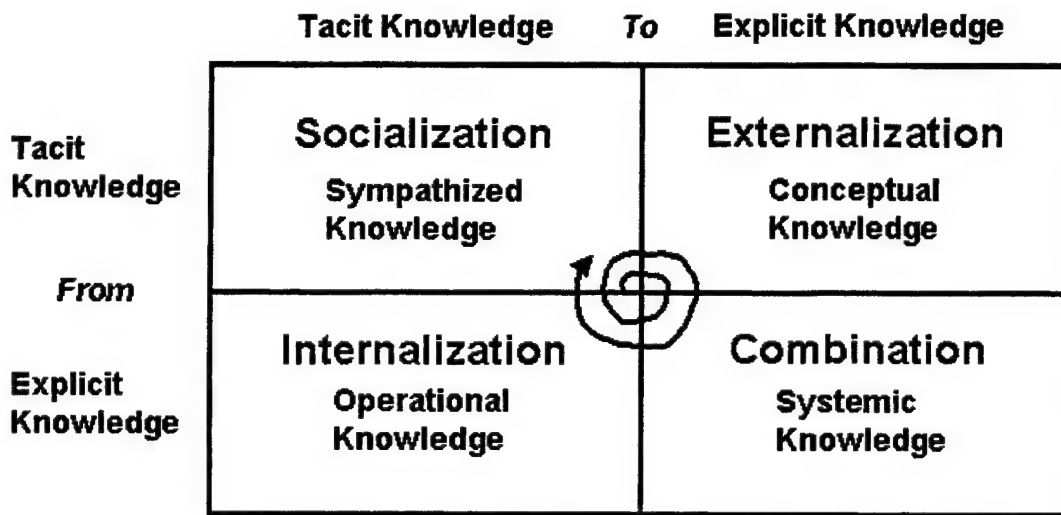 Tacit Knowledge To Explicit Knowledge
Tacit
Knowledge
Socialization
Sympathized
Knowledge
Externalization
Conceptual
Knowledge
From
Explicit
Knowledge
Internalization
Operational
Knowledge
Combination
Systemic
Knowledge